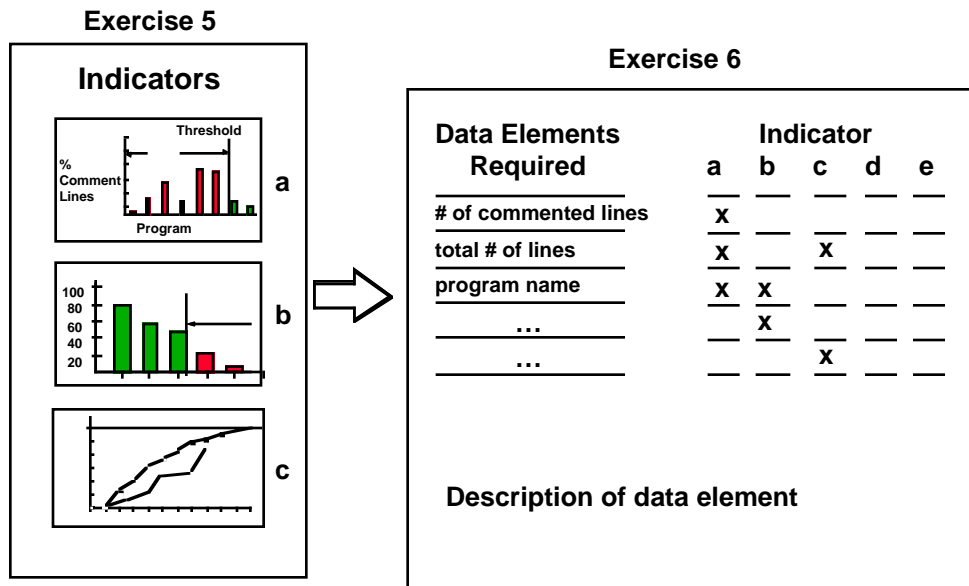 Exercise 5
Indicators
Threshold
%
Comment
Lines
Program
a
100
80
60
40
20
b
c
Exercise 6
Data Elements Indicator
Required a b c d e
# of commented lines x
total # of lines x x
program name x x
... x
... x
Description of data element